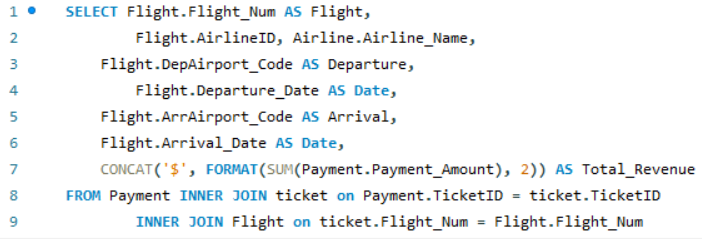 1 SELECT Flight.Flight_Num AS Flight,
2 Flight.AirlineID, Airline.Airline_Name,
3 Flight.DepAirport_Code AS Departure,
4 Flight.Departure_Date AS Date,
5 Flight.ArrAirport_Code AS Arrival,
6 Flight.Arrival_Date AS Date,
7 CONCAT('$', FORMAT(SUM(Payment.Payment_Amount), 2)) AS Total_Revenue
8 FROM Payment INNER JOIN ticket on Payment.TicketID = ticket.TicketID
9 INNER JOIN Flight on ticket.Flight_Num = Flight.Flight_Num